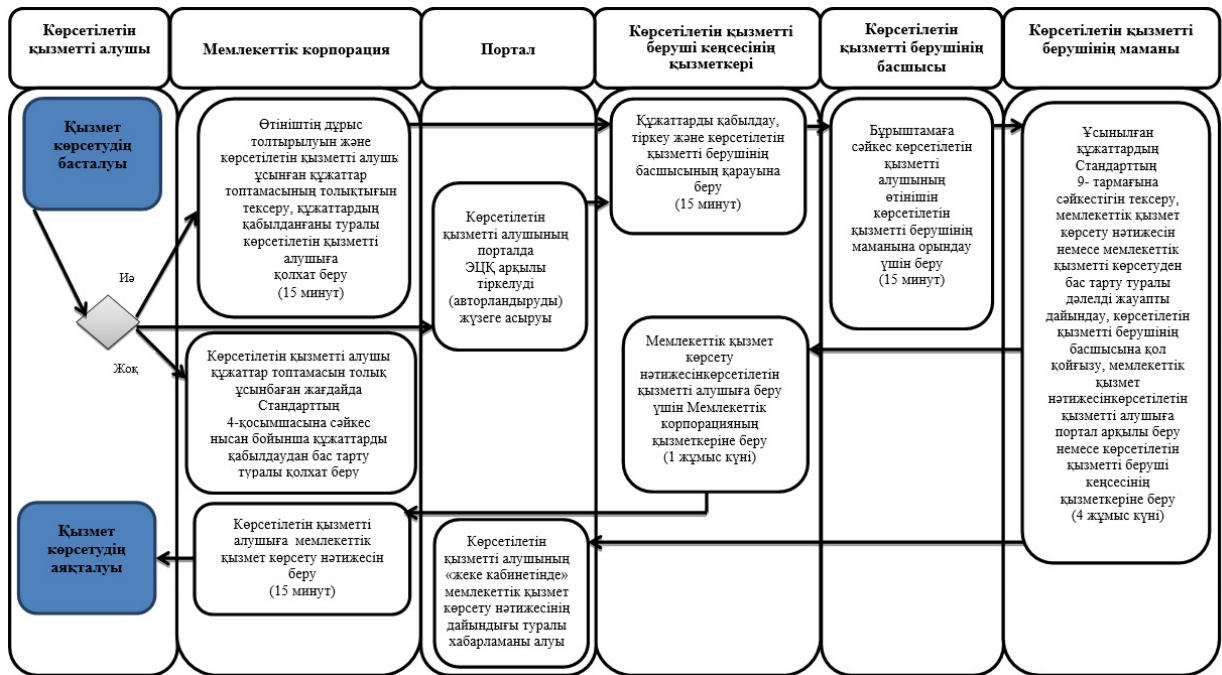 Көрсетілетін
қызметті алушы
Мемлекеттік корпорация
Портал
Көрсетілетін қызметті
беруші кеңсесінің
қызметкері
Көрсетілетін
қызметті берушінің
басшысы
Көрсетілетін қызметті
берушінің маманы
Қызмет
көрсетудің
басталуы
Иә
Жоқ
Қызмет
көрсетудің
аяқталуы
Өтініштің дұрыс
толтырылуын және
көрсетілетін қызметті алушь
ұсынған құжаттар
топтамасының толықтығын
тексеру, құжаттардың
қабылданғаны туралы
көрсетілетін қызметті
алушыға
қолхат беру
(15 минут)
Көрсетілетін қызметті алушы
құжаттар топтамасын толық
ұсынбаған жағдайда
Стандарттың
4-қосымшасына сәйкес
нысан бойынша құжаттарды
қабылдаудан бас тарту
туралы қолхат беру
Көрсетілетін қызметті
алушыға мемлекеттік
қызмет көрсету нәтижесін
беру
(15 минут)
Көрсетілетін
қызметті алушының
порталда
ЭЦҚ арқылы
тіркелуді
(авторландыруды)
жүзеге асыруы
Көрсетілетін
қызметті алушының
«жеке кабинетінде»
мемлекеттік қызмет
көрсету нәтижесінің
дайындығы туралы
хабарламаны алуы
Құжаттарды қабылдау,
тіркеу және көрсетілетін
қызметті берушінің
басшысының қарауына
беру
(15 минут)
Мемлекеттік қызмет
көрсету
нәтижесінкөрсетілетін
қызметті алушыға беру
үшін Мемлекеттік
корпорацияның
қызметкеріне беру
(1 жұмыс күні)
Бұрыштамаға
сәйкес көрсетілетін
қызметті
алушының
өтінішін
көрсетілетін
қызметті берушінің
маманына орындау
үшін беру
(15 минут)
Ұсынылған
құжаттардың
Стандарттың
9- тармағына
сәйкестігін тексеру,
мемлекеттік қызмет
көрсету нәтижесін
немесе мемлекеттік
қызметті көрсетуден
бас тарту туралы
дәлелді жауапты
дайындау, көрсетілетін
қызметті берушінің
басшысына қол
қойғызу, мемлекеттік
қызмет
нәтижесінкөрсетілетін
қызметті алушыға
портал арқылы беру
немесе көрсетілетін
қызметті беруші
кеңсесінің
қызметкеріне беру
(4 жұмыс күні)